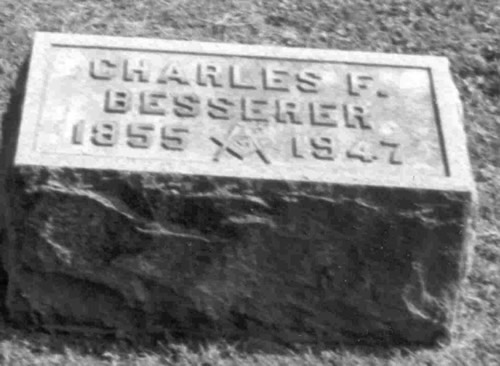 CHARLES F.
BESSERER
1855 1947